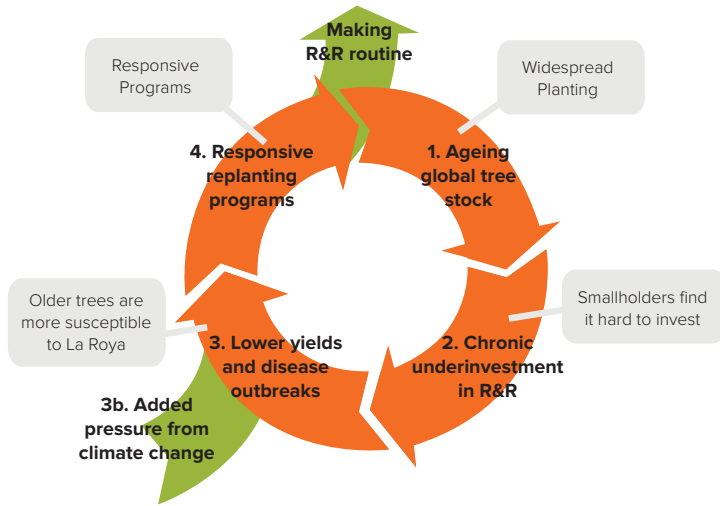 Making
R&R routine
Responsive
Programs
Widespread
Planting
4. Responsive
replanting
programs
1. Ageing
global tree
stock
Older trees are
more susceptible
to La Roya
Smallholders find
it hard to invest
3. Lower yields
and disease
outbreaks
2. Chronic
underinvestment
in R&R
3b. Added
pressure from
climate change